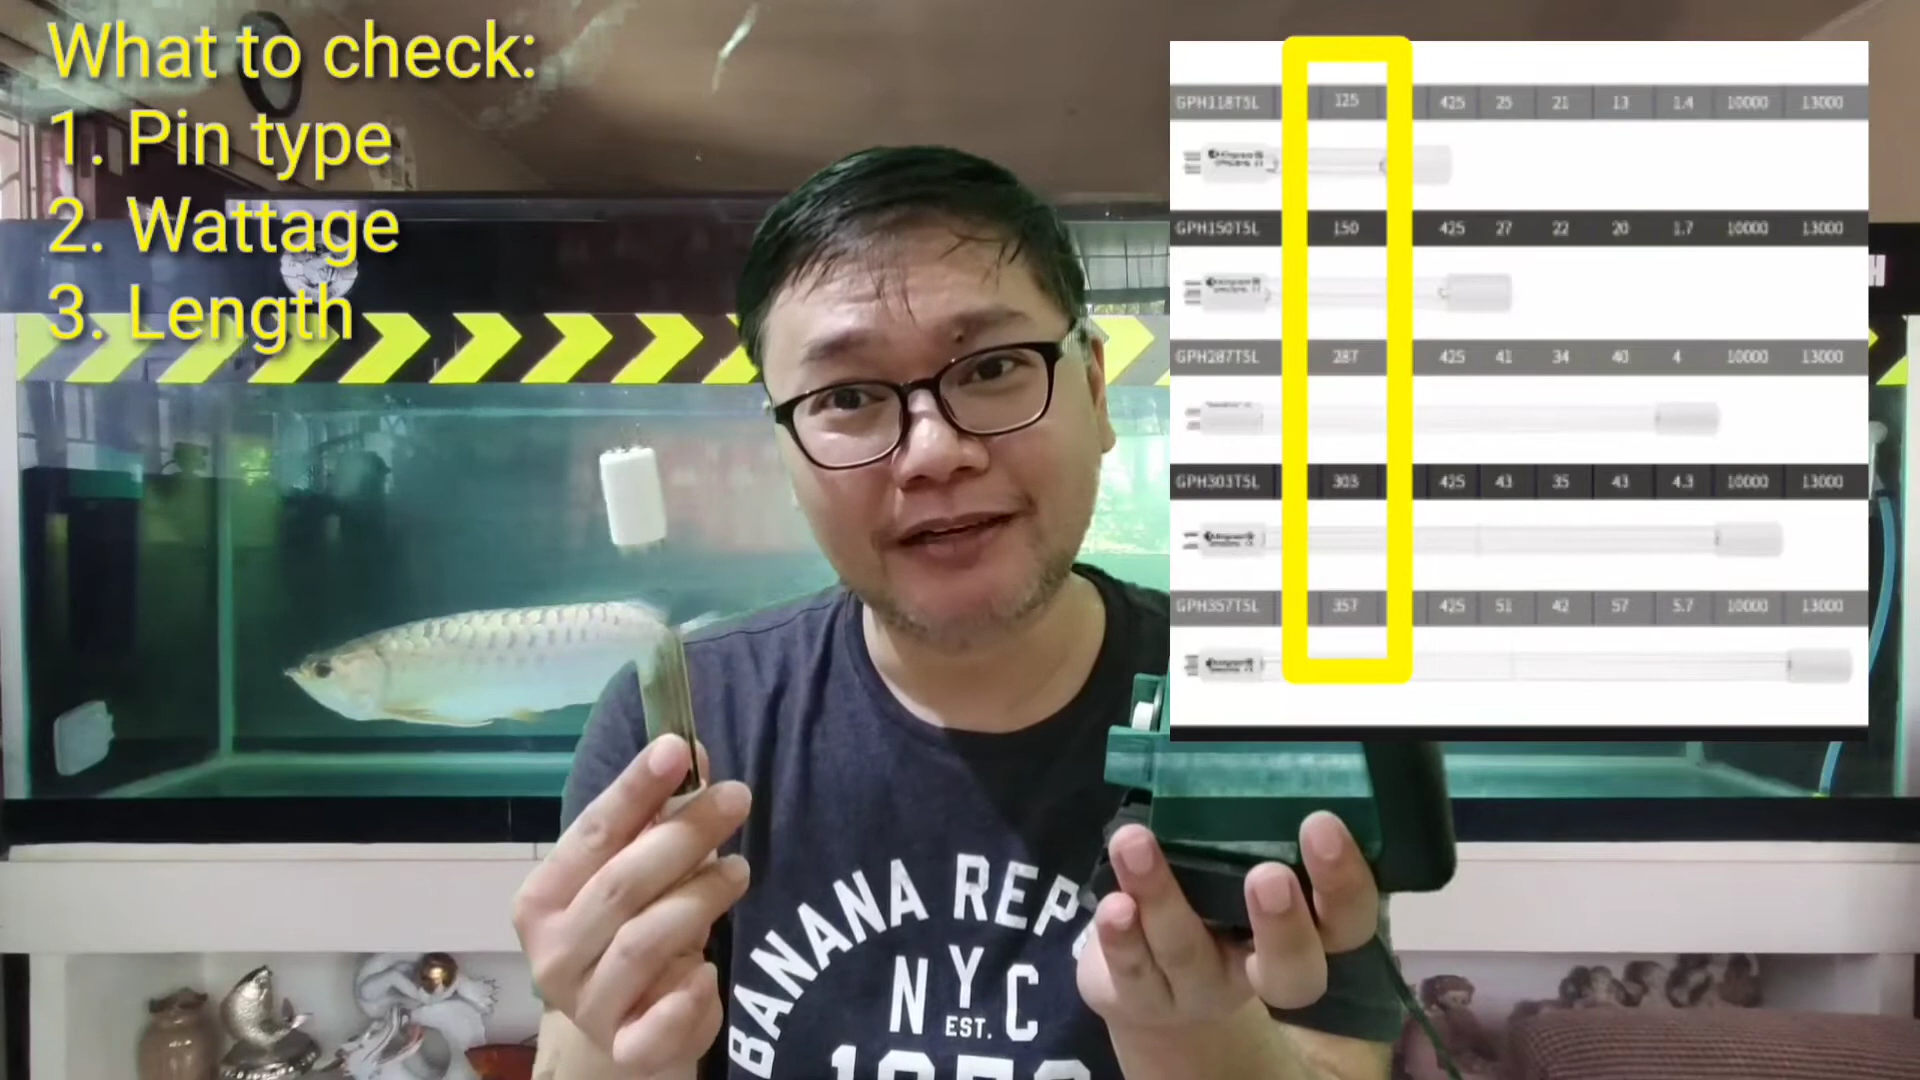 What to check:
1. Pin type
2. Wattage
3. Length
GPH118T5L 125 425 25 21 13 1.4 10000 13000
GPH150T5L 150 425 27 22 20 1.7 10000 13000
GPH287T5L 287 425 41 34 40 4 10000 13000
GPH303T5L 303 425 43 35 43 4.3 10000 13000
GPH357T5L 357 425 51 42 57 5.7 10000 13000
H
BANANA REP
NYC
EST.